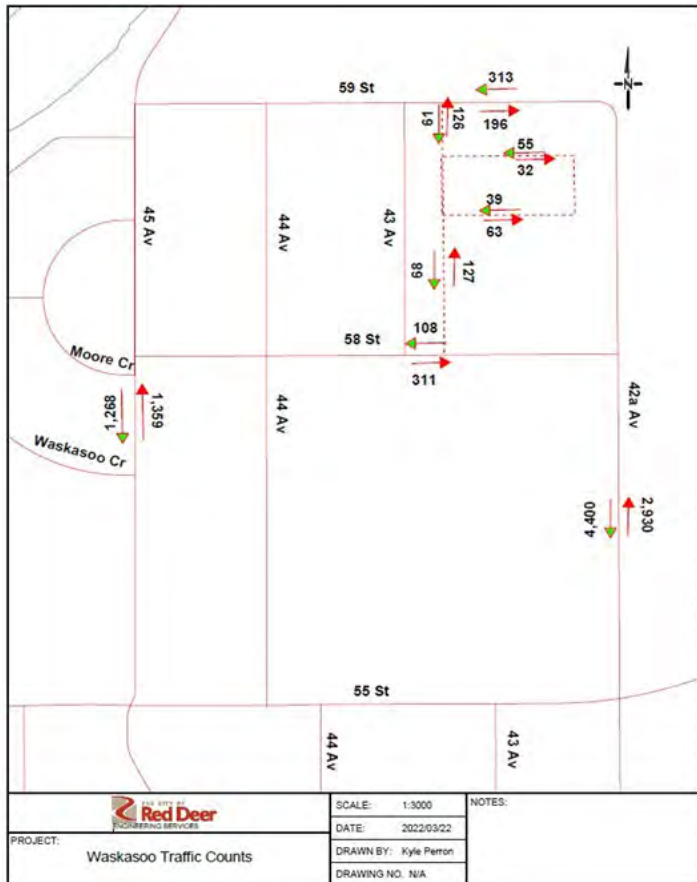 313
59 St
196
61
126
55
32
39
63
45 Av
44 Av
43 Av
89
127
108
58 St
311
Moore Cr
1,268
1,359
Waskasoo Cr
44 Av
42a Av
4,400
2,930
55 St
44 Av
43 Av
N
THE CITY OF
Red Deer
ENGINEERING SERVICES
PROJECT:
Waskasoo Traffic Counts
SCALE: 1:3000
DATE: 2022/03/22
DRAWN BY: Kyle Perron
DRAWING NO. N/A
NOTES: